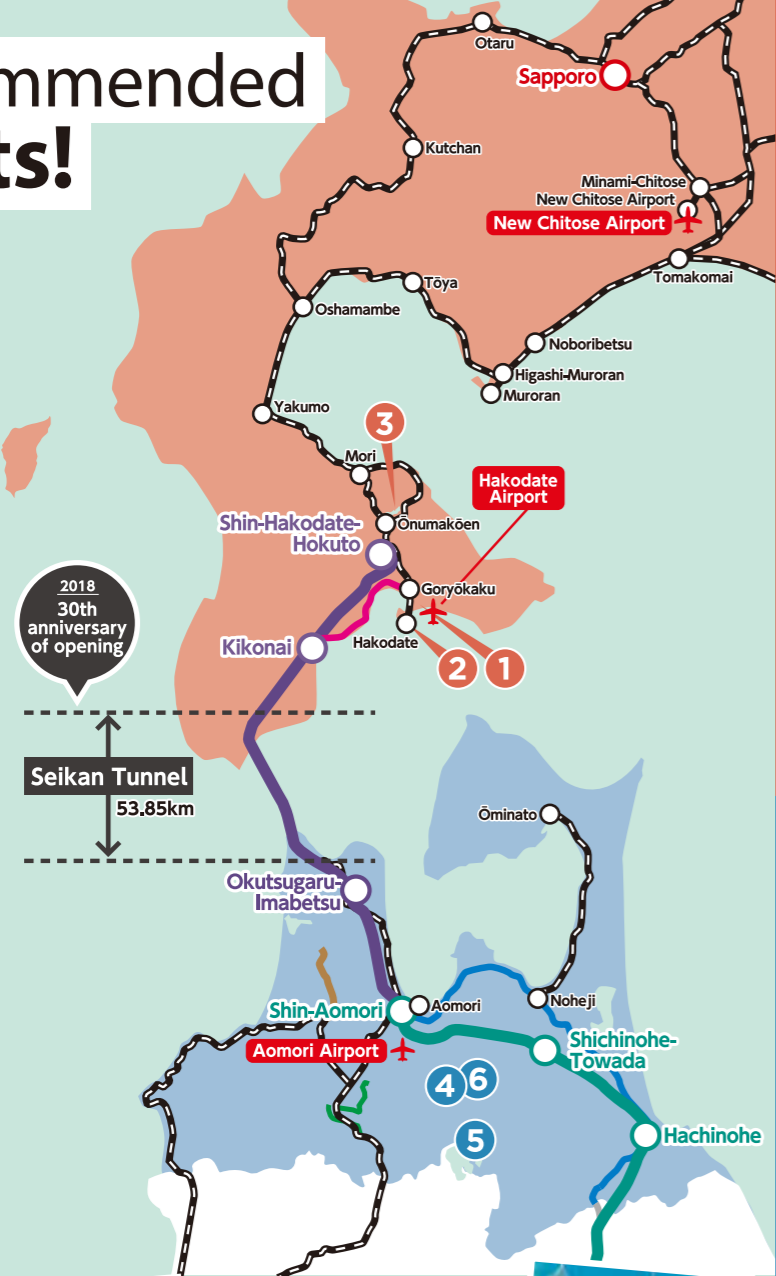 mmended
ts!
Otaru
Sapporo
Kutchan
Minami-Chitose
New Chitose Airport
New Chitose Airport
Tomakomai
Tōya
Oshamambe
Noboribetsu
Higashi-Muroran
Muroran
Yakumo
3
Mori
Hakodate
Airport
Shin-Hakodate-
Hokuto
Ōnumakōen
2018
30th
anniversary
of opening
Goryōkaku
Kikonai
Hakodate
2
1
Seikan Tunnel
53.85km
Ōminato
Okutsugaru-
Imabetsu
Shin-Aomori
Aomori
Noheji
Aomori Airport
Shichinohe-
Towada
4
6
5
Hachinohe